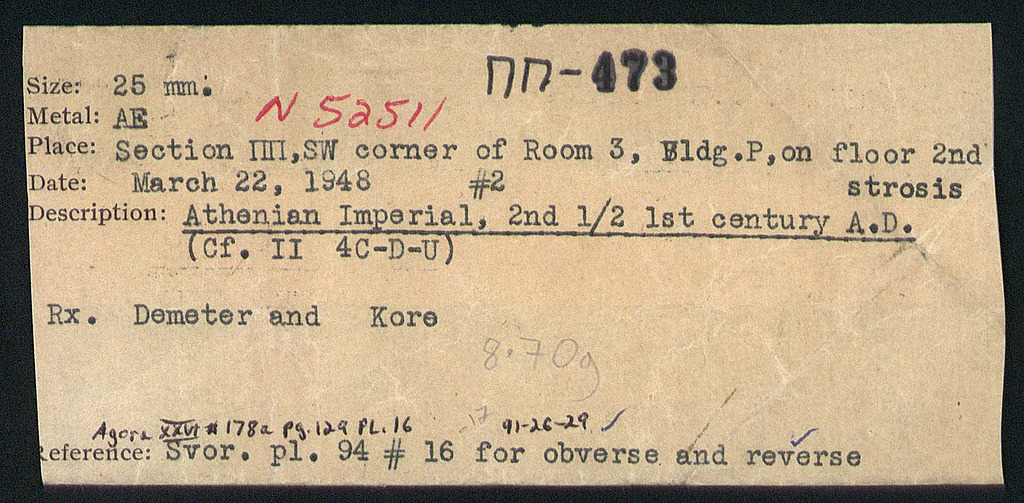 ΠΠ-473
Size: 25 mm.
Metal: AE N 52511
Place: Section ΠΠ, SW corner of Room 3, Bldg.P, on floor 2nd
strosis
Date: March 22, 1948 #2
Description: Athenian Imperial, 2nd 1/2 1st century A.D.
(Cf. II 4C-D-U)
Rx. Demeter and Kore
8.70g
Agora XXVI #178a pg.129 PL.16 -17 91-26-29 ✓
Reference: Svor. pl. 94 # 16 for obverse and reverse